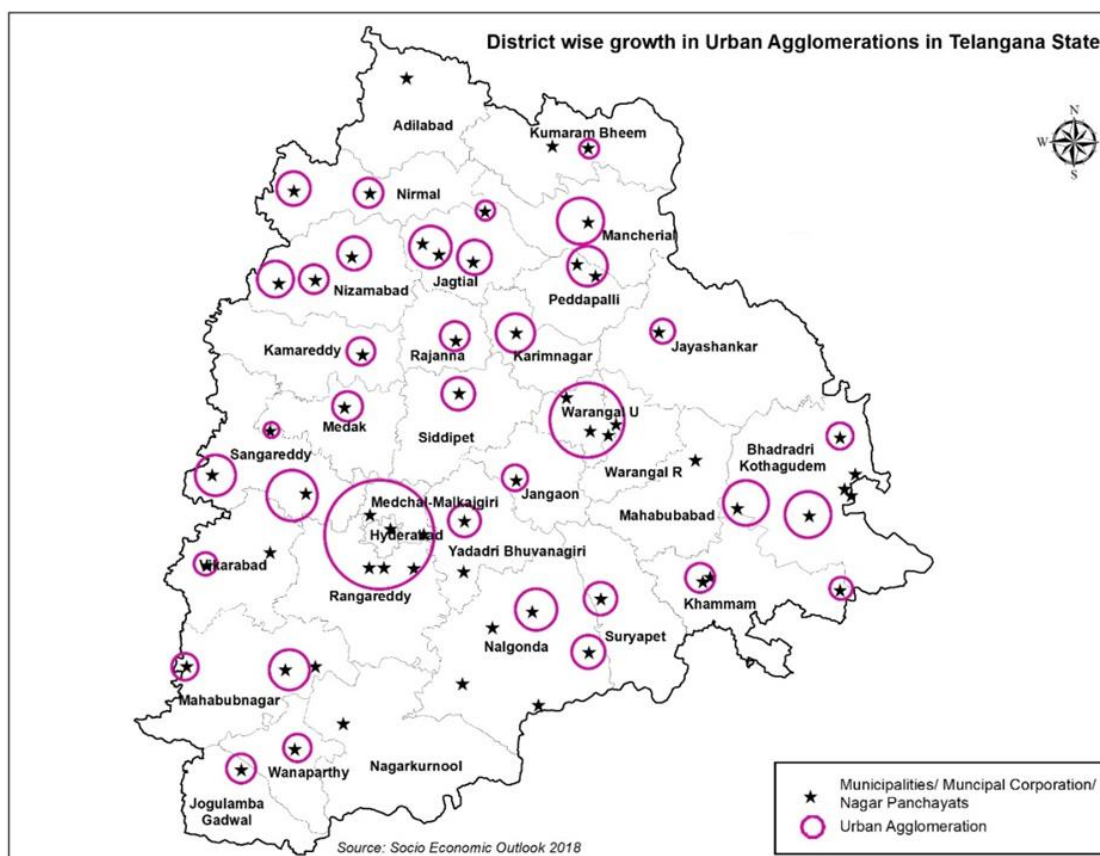 District wise growth in Urban Agglomerations in Telangana State
N
W
S
Adilabad
Kumaram Bheem
Nirmal
Mancherial
Jagtial
Nizamabad
Peddapalli
Kamareddy
Rajanna
Karimnagar
Jayashankar
Warangal U
Medak
Siddipet
Sangareddy
Warangal R
Bhadradri
Kothagudem
Jangaon
Medchal-Malkajgiri
Mahabubabad
Hyderabad
Yadadri Bhuvanagiri
Vikarabad
Rangareddy
Khammam
Nalgonda
Suryapet
Mahabubnagar
Wanaparthy
Nagarkurnool
Jogulamba
Gadwal
Municipalities/ Muncipal Corporation/
Nagar Panchayats
Urban Agglomeration
Source: Socio Economic Outlook 2018